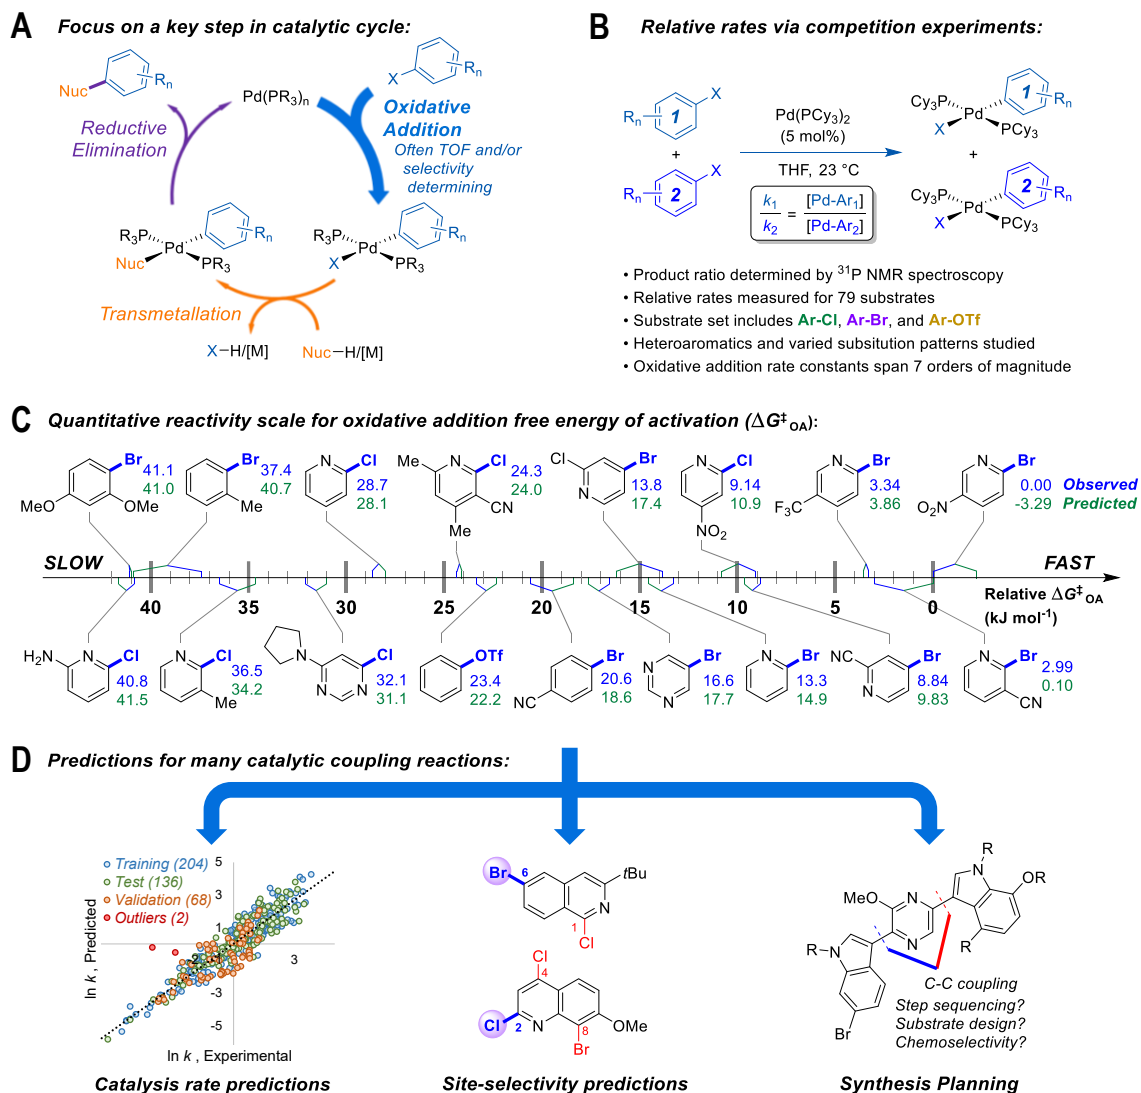 A Focus on a key step in catalytic cycle:
Nuc
Rn
Pd(PR3)n
X
Rn
Reductive
Elimination
Oxidative
Addition
Often TOF and/or
selectivity
determining
R3P
Pd
Rn
Nuc
PR3
R3P
Pd
Rn
X
PR3
Transmetallation
X–H/[M]
Nuc–H/[M]
B Relative rates via competition experiments:
Rn 1 X
+
Rn 2 X
Pd(PCy3)2
(5 mol%)
THF, 23 °C
k1/k2 = [Pd-Ar1]/[Pd-Ar2]
Cy3P
Pd
1
Rn
X
PCy3
+
Cy3P
Pd
2
Rn
X
PCy3
• Product ratio determined by 31P NMR spectroscopy
• Relative rates measured for 79 substrates
• Substrate set includes Ar-Cl, Ar-Br, and Ar-OTf
• Heteroaromatics and varied subsitution patterns studied
• Oxidative addition rate constants span 7 orders of magnitude
C Quantitative reactivity scale for oxidative addition free energy of activation (ΔG‡OA):
Br 41.1
41.0
MeO
OMe
Br 37.4
40.7
Me
N
Cl
28.7
28.1
Me
N
Cl 24.3
24.0
CN
Me
Cl
N
Br
13.8
17.4
N
Cl
9.14
10.9
NO2
N
Br
3.34
3.86
F3C
N
Br
0.00 Observed
-3.29 Predicted
O2N
SLOW
FAST
40 35 30 25 20 15 10 5 0
Relative ΔG‡OA
(kJ mol-1)
H2N
N
Cl
40.8
41.5
N
Cl
36.5
34.2
Me
N
Cl
32.1
31.1
N
N
OTf
23.4
22.2
Br
20.6
18.6
NC
N
Br
16.6
17.7
N
N
Br
13.3
14.9
CN
Br
8.84
9.83
N
N
Br 2.99
0.10
CN
D Predictions for many catalytic coupling reactions:
Training (204)
Test (136)
Validation (68)
Outliers (2)
5
3
1
-2
3
-1
-3
-5
ln k , Predicted
ln k , Experimental
Catalysis rate predictions
Br
6
tBu
N
1
Cl
Cl
4
Cl
2
N
8
OMe
Br
Site-selectivity predictions
R
N
OR
MeO
N
N
R
R
N
Br
C-C coupling
Step sequencing?
Substrate design?
Chemoselectivity?
Synthesis Planning